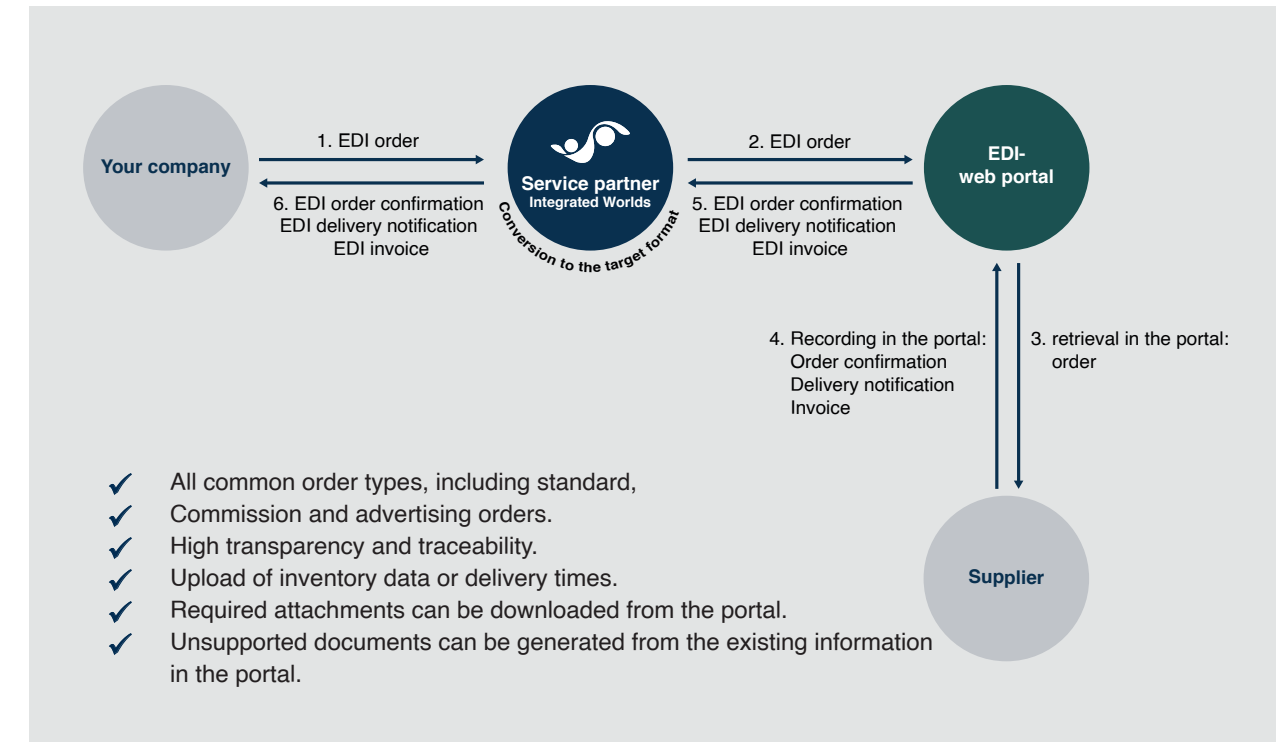 Your company
1. EDI order
6. EDI order confirmation
EDI delivery notification
EDI invoice
Service partner
Integrated Worlds
Conversion to the target format
2. EDI order
5. EDI order confirmation
EDI delivery notification
EDI invoice
EDI-
web portal
4. Recording in the portal:
Order confirmation
Delivery notification
Invoice
3. retrieval in the portal:
order
Supplier
All common order types, including standard,
Commission and advertising orders.
High transparency and traceability.
Upload of inventory data or delivery times.
Required attachments can be downloaded from the portal.
Unsupported documents can be generated from the existing information
in the portal.